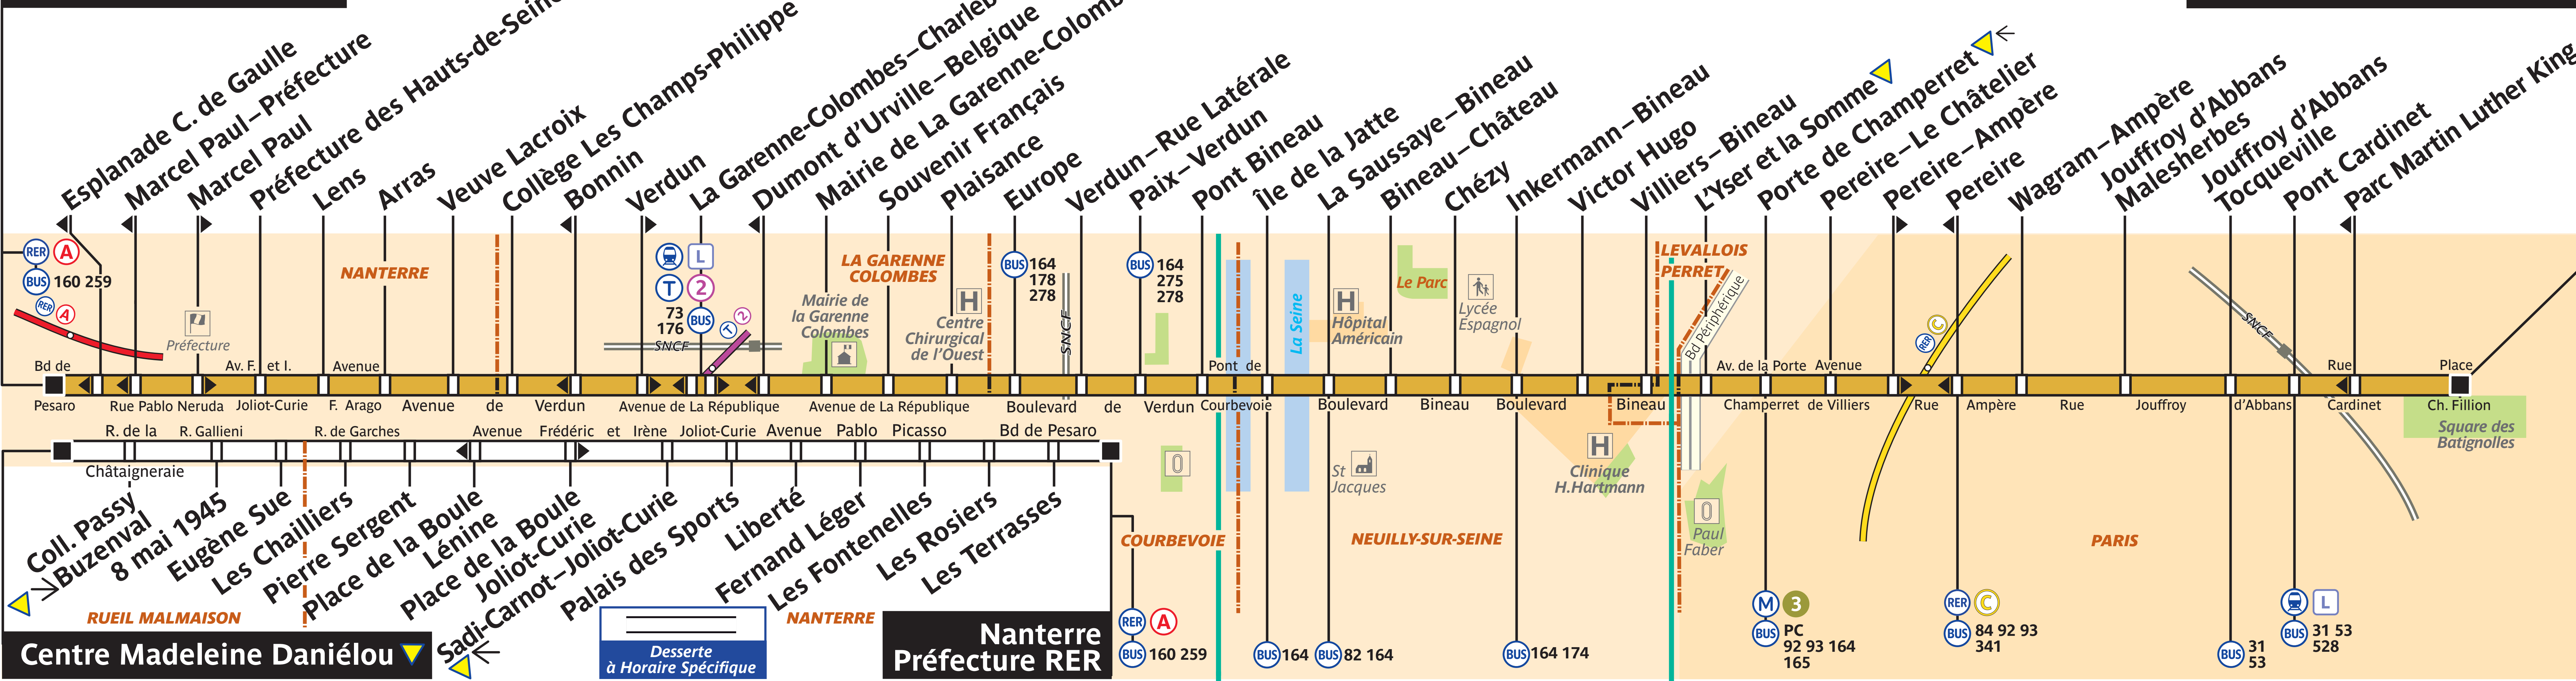 Esplanade C. de Gaulle
Marcel Paul – Préfecture
Marcel Paul
Préfecture des Hauts-de-Seine
Lens
Arras
Veuve Lacroix
Collège Les Champs-Philippe
Bonnin
Verdun
La Garenne-Colombes – Charleb
Dumont d'Urville – Belgique
Mairie de La Garenne-Colomb
Souvenir Français
Plaisance
Europe
Verdun – Rue Latérale
Paix – Verdun
Pont Bineau
Île de la Jatte
La Saussaye – Bineau
Bineau – Château
Chézy
Inkermann – Bineau
Victor Hugo
Villiers – Bineau
L'Yser et la Somme
Porte de Champerret
Pereire – Le Châtelier
Pereire – Ampère
Pereire
Wagram – Ampère
Jouffroy d'Abbans
Malesherbes
Jouffroy d'Abbans
Tocqueville
Pont Cardinet
Parc Martin Luther King
RER A
BUS 160 259
RER A
NANTERRE
Préfecture
L
T 2
73
176 BUS
T 2
SNCF
LA GARENNE
COLOMBES
Mairie de
la Garenne
Colombes
H
Centre
Chirurgical
de l'Ouest
BUS 164
178
278
SNCF
BUS 164
275
278
La Seine
H
Hôpital
Américain
Le Parc
Lycée
Espagnol
LEVALLOIS
PERRET
Bd Périphérique
RER C
SNCF
Bd de
Pesaro
Rue Pablo Neruda
Av. F. et I.
Joliot-Curie
Avenue
F. Arago
Avenue de Verdun
Avenue de La République
Avenue de La République
Boulevard de Verdun
Pont de
Courbevoie
Boulevard Bineau
Boulevard Bineau
Av. de la Porte
Champerret
Avenue
de Villiers
Rue Ampère
Rue Jouffroy d'Abbans
Rue
Cardinet
Place
Ch. Fillion
Square des
Batignolles
R. de la
Châtaigneraie
R. Gallieni
R. de Garches
Avenue Frédéric et Irène Joliot-Curie
Avenue Pablo Picasso
Bd de Pesaro
Coll. Passy
Buzenval
8 mai 1945
Eugène Sue
Les Chailliers
Pierre Sergent
Place de la Boule
Lénine
Place de la Boule
Joliot-Curie
Sadi-Carnot – Joliot-Curie
Palais des Sports
Liberté
Fernand Léger
Les Fontenelles
Les Rosiers
Les Terrasses
RUEIL MALMAISON
NANTERRE
Centre Madeleine Daniélou
Desserte
à Horaire Spécifique
Nanterre
Préfecture RER
RER A
BUS 160 259
COURBEVOIE
St
Jacques
NEUILLY-SUR-SEINE
H
Clinique
H.Hartmann
Paul
Faber
PARIS
BUS 164
BUS 82 164
BUS 164 174
M 3
BUS PC
92 93 164
165
RER C
BUS 84 92 93
341
BUS 31
53
L
BUS 31 53
528